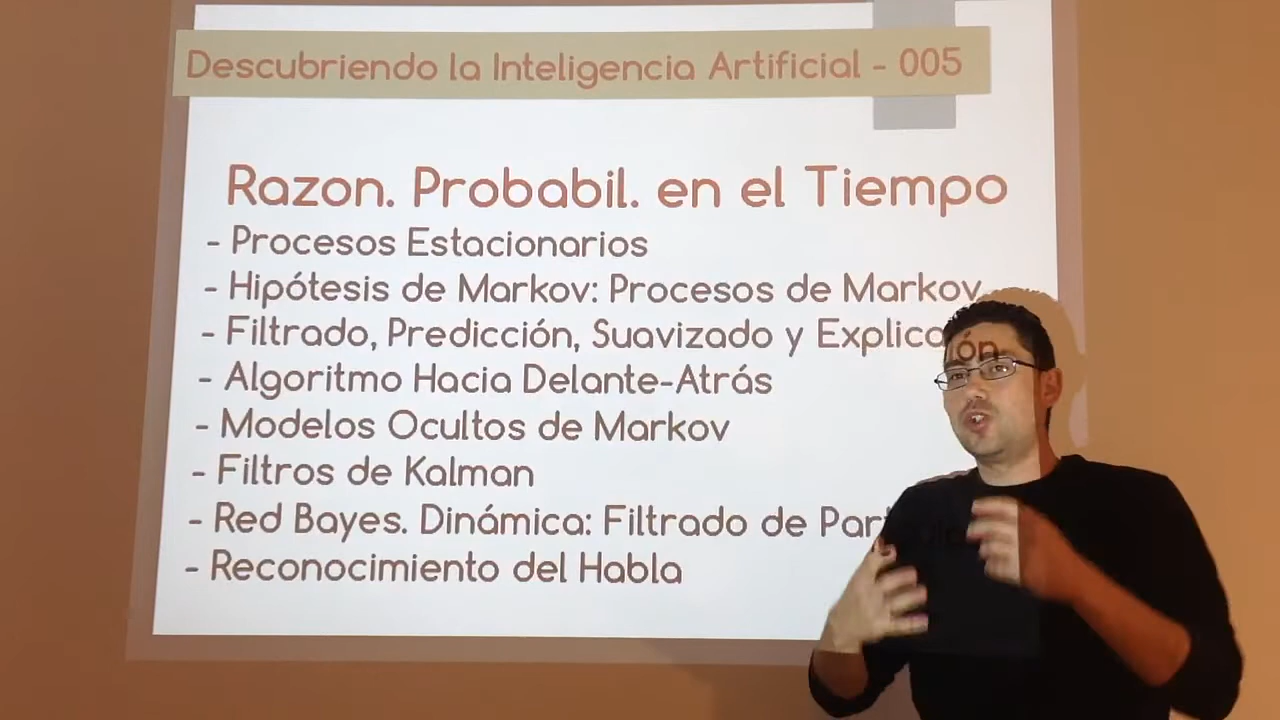 Descubriendo la Inteligencia Artificial - 005
Razon. Probabil. en el Tiempo
- Procesos Estacionarios
- Hipótesis de Markov: Procesos de Markov
- Filtrado, Predicción, Suavizado y Explicación
- Algoritmo Hacia Delante-Atrás
- Modelos Ocultos de Markov
- Filtros de Kalman
- Red Bayes. Dinámica: Filtrado de
- Reconocimiento del Habla